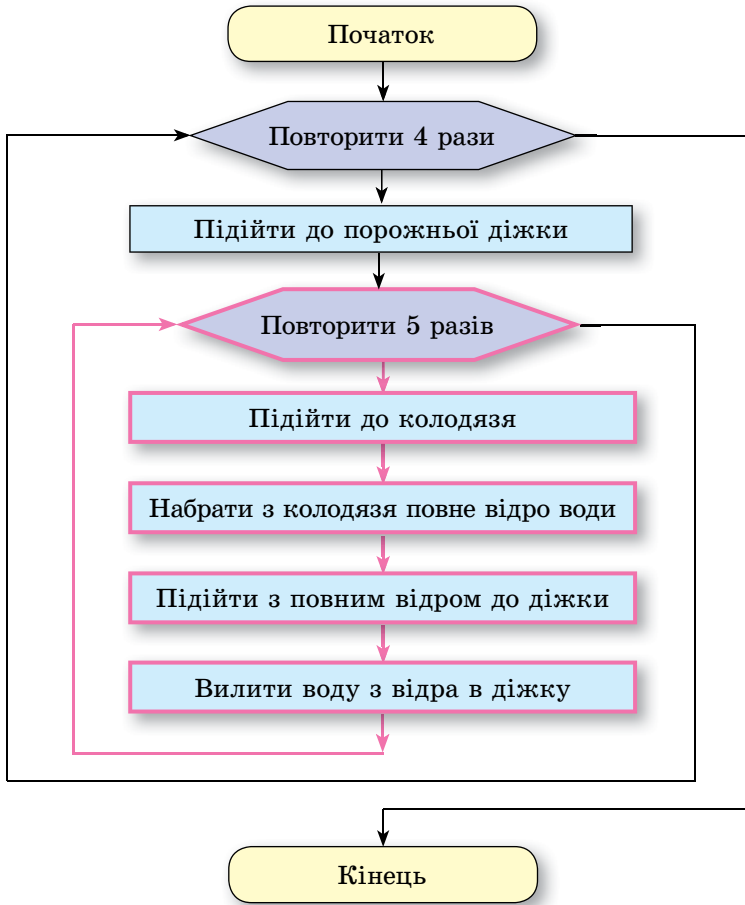 Початок
Повторити 4 рази
Підійти до порожньої діжки
Повторити 5 разів
Підійти до колодязя
Набрати з колодязя повне відро води
Підійти з повним відром до діжки
Вилити воду з відра в діжку
Кінець